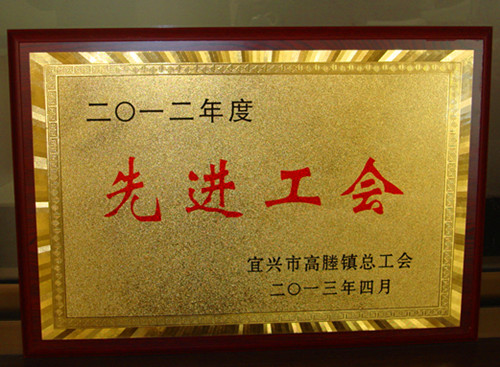 二〇一二年度
先进工会
宜兴市高塍镇总工会
二〇一三年四月